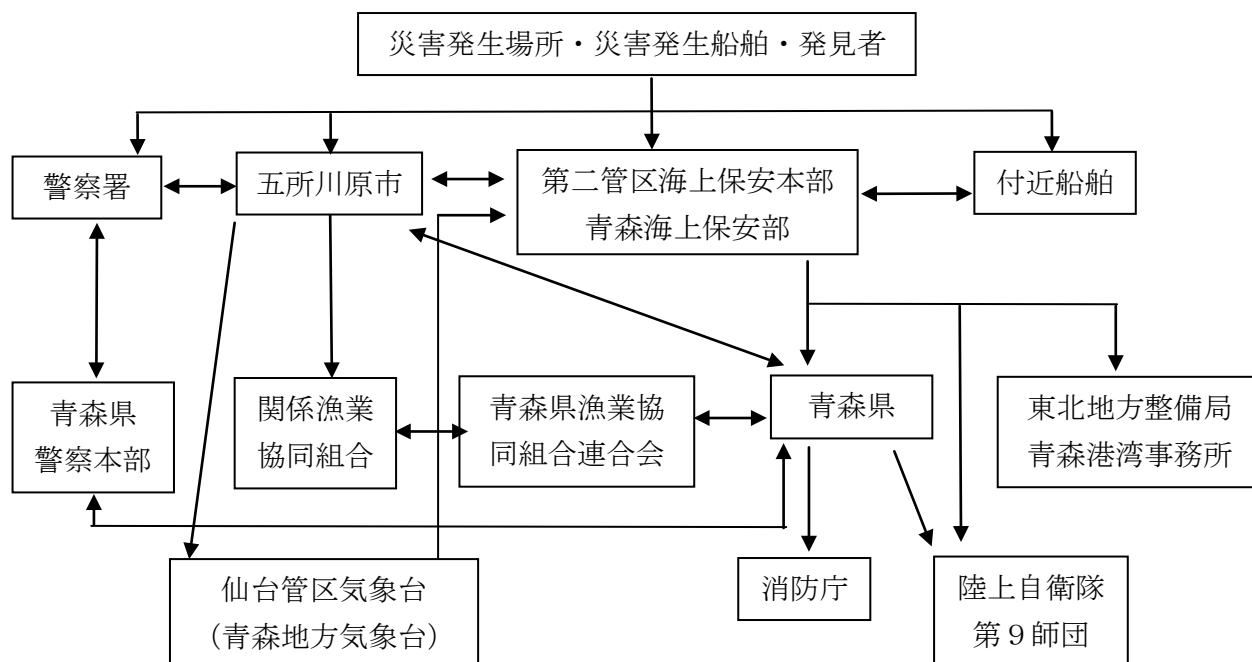 災害発生場所・災害発生船舶・発見者
警察署
五所川原市
第二管区海上保安本部
青森海上保安部
付近船舶
青森県
警察本部
関係漁業
協同組合
青森県漁業協
同組合連合会
青森県
東北地方整備局
青森港湾事務所
仙台管区気象台
(青森地方気象台)
消防庁
陸上自衛隊
第9師団